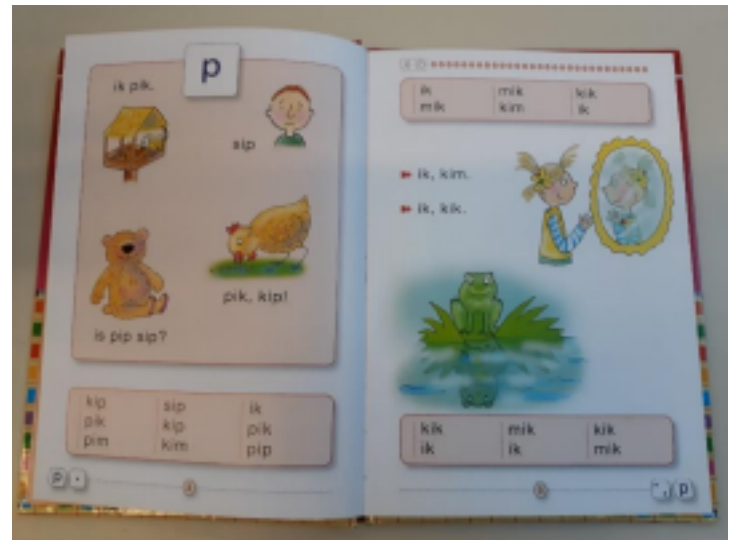 p
ik pik.
sip
pik, kip!
is pip sip?
kip sip ik
pik kip pik
pim kim pip
p
ik mik kik
mik kim ik
ik, kim.
ik, kik.
kik mik kik
ik ik mik
p